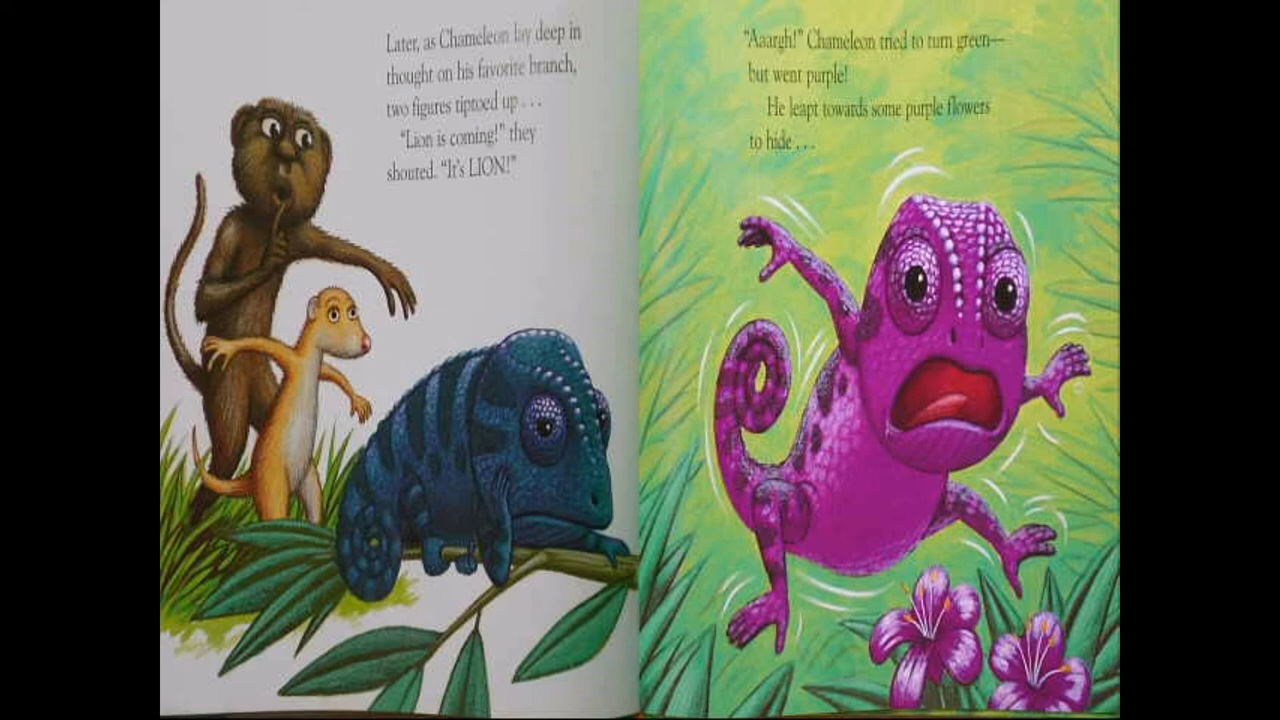 Later, as Chameleon lay deep in
thought on his favorite branch,
two figures tiptoed up . . .
“Lion is coming!” they
shouted. “It's LION!”
“Aaargh!” Chameleon tried to turn green—
but went purple!
He leapt towards some purple flowers
to hide . . .